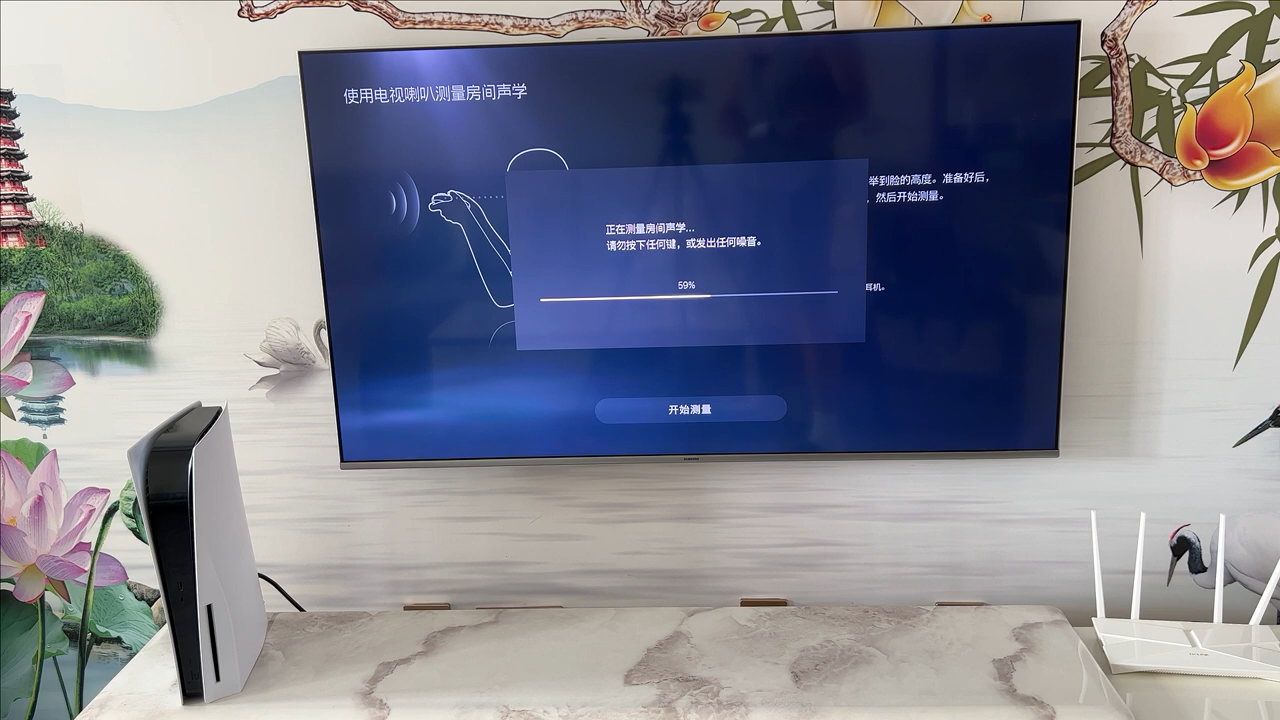 使用电视喇叭测量房间声学
举到脸的高度。准备好后，
，然后开始测量。
正在测量房间声学...
请勿按下任何键，或发出任何噪音。
59%
耳机。
开始测量